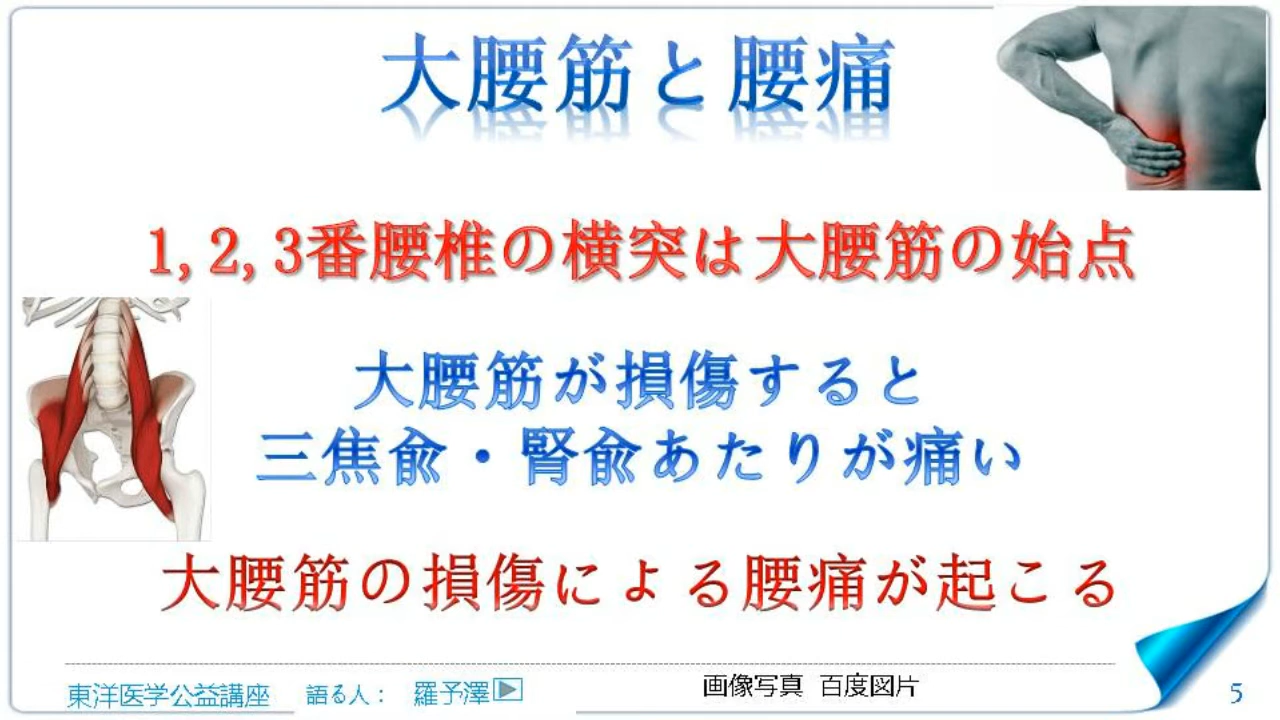 大腰筋と腰痛
1,2,3番腰椎の横突は大腰筋の始点
大腰筋が損傷すると
三焦兪・腎兪あたりが痛い
大腰筋の損傷による腰痛が起こる
東洋医学公益講座 語る人： 羅予澤 画像写真 百度図片 5